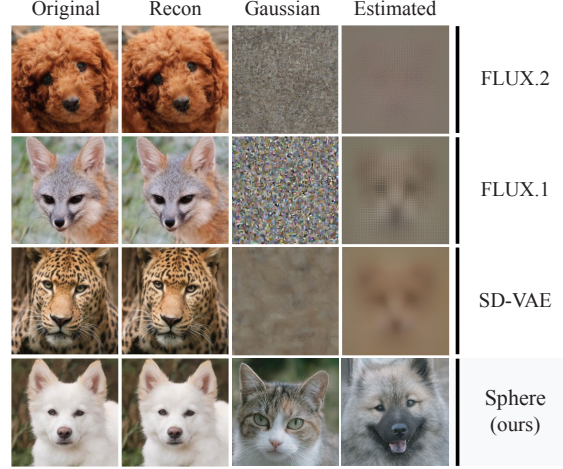 Original Recon Gaussian Estimated
FLUX.2
FLUX.1
SD-VAE
Sphere
(ours)